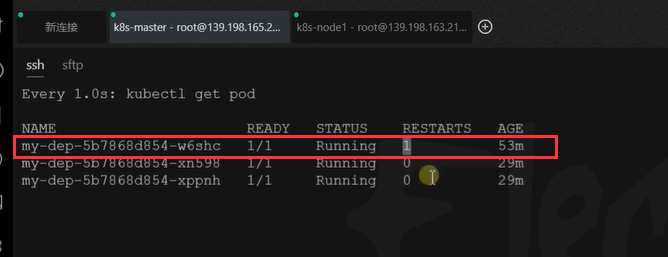 新连接 k8s-master - root@139.198.165.2... k8s-node1 - root@139.198.163.21...
ssh sftp
Every 1.0s: kubectl get pod
NAME READY STATUS RESTARTS AGE
my-dep-5b7868d854-w6shc 1/1 Running 1 53m
my-dep-5b7868d854-xn598 1/1 Running 0 29m
my-dep-5b7868d854-xppnh 1/1 Running 0 29m